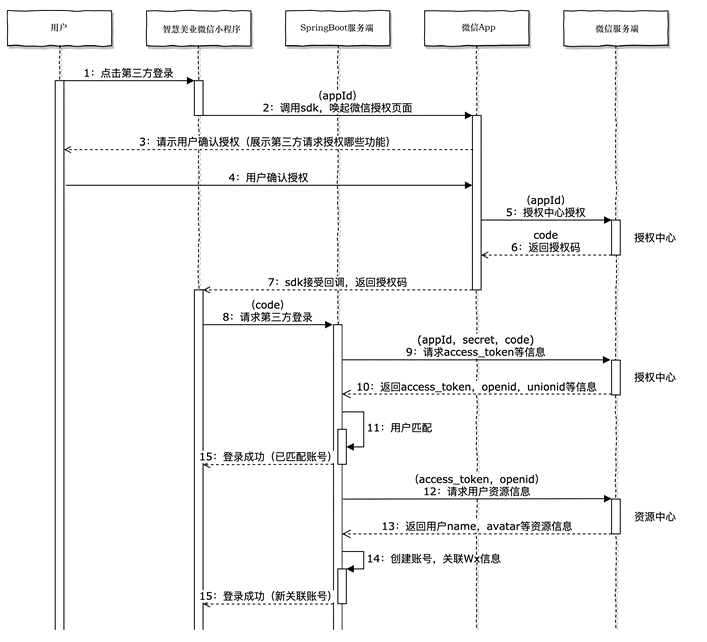 用户
智慧美业微信小程序
SpringBoot服务端
微信App
微信服务端
1：点击第三方登录
(appId)
2：调用sdk，唤起微信授权页面
3：请示用户确认授权（展示第三方请求授权哪些功能）
4：用户确认授权
(appId)
5：授权中心授权
授权中心
code
6：返回授权码
7：sdk接受回调，返回授权码
(code)
8：请求第三方登录
(appId，secret，code)
9：请求access_token等信息
授权中心
10：返回access_token，openid，unionid等信息
11：用户匹配
15：登录成功（已匹配账号）
(access_token，openid)
12：请求用户资源信息
资源中心
13：返回用户name，avatar等资源信息
14：创建账号，关联Wx信息
15：登录成功（新关联账号）